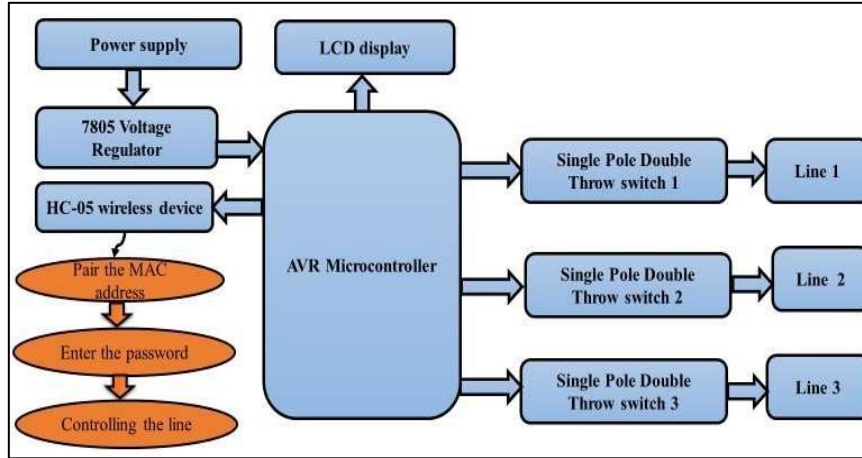 Power supply
LCD display
7805 Voltage
Regulator
HC-05 wireless device
Pair the MAC
address
Enter the password
Controlling the line
AVR Microcontroller
Single Pole Double
Throw switch 1
Line 1
Single Pole Double
Throw switch 2
Line 2
Single Pole Double
Throw switch 3
Line 3